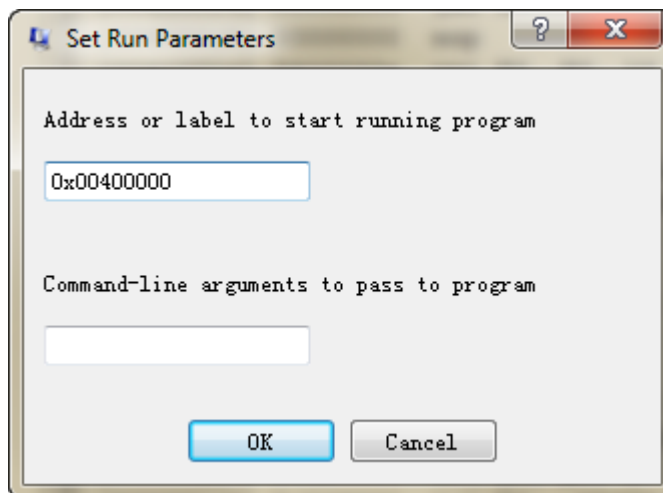 Set Run Parameters
?
Address or label to start running program
0x00400000
Command-line arguments to pass to program
OK
Cancel